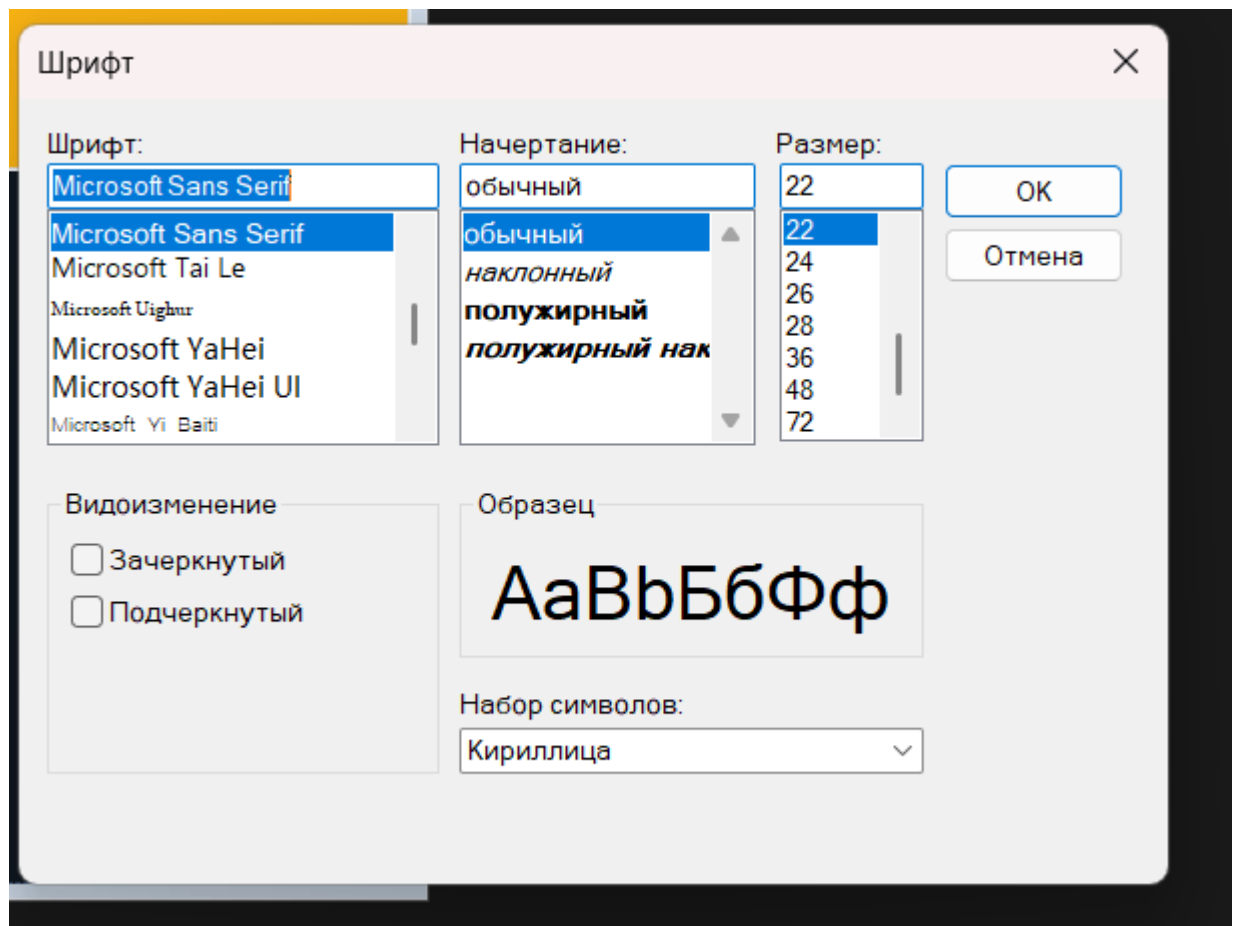 Шрифт
Шрифт:
Microsoft Sans Serif
Microsoft Sans Serif
Microsoft Tai Le
Microsoft Uighur
Microsoft YaHei
Microsoft YaHei UI
Microsoft Yi Baiti
Начертание:
обычный
обычный
наклонный
полужирный
полужирный нак
Размер:
22
22
24
26
28
36
48
72
ОК
Отмена
Видоизменение
Зачеркнутый
Подчеркнутый
Образец
АаВbБбФф
Набор символов:
Кириллица